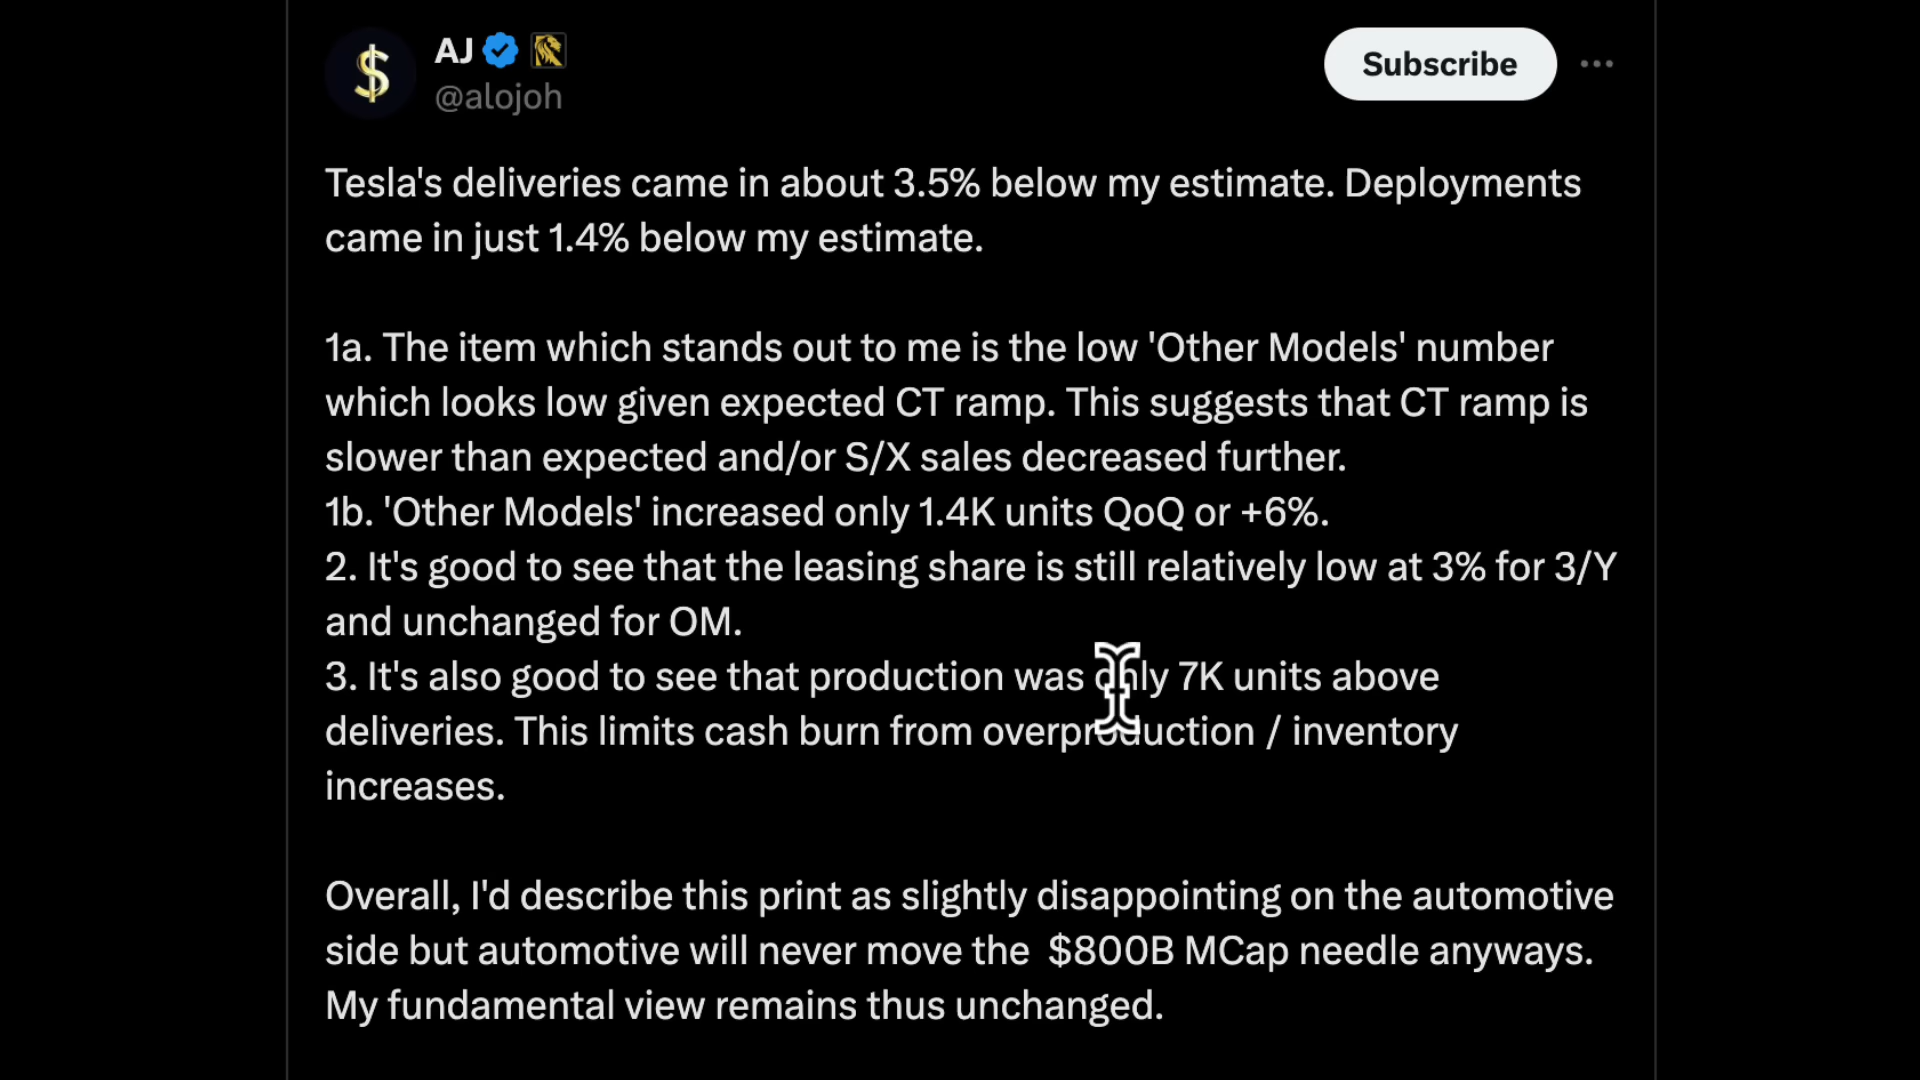 AJ
@alojoh
Subscribe
Tesla's deliveries came in about 3.5% below my estimate. Deployments
came in just 1.4% below my estimate.
1a. The item which stands out to me is the low 'Other Models' number
which looks low given expected CT ramp. This suggests that CT ramp is
slower than expected and/or S/X sales decreased further.
1b. 'Other Models' increased only 1.4K units QoQ or +6%.
2. It's good to see that the leasing share is still relatively low at 3% for 3/Y
and unchanged for OM.
3. It's also good to see that production was only 7K units above
deliveries. This limits cash burn from overproduction / inventory
increases.
Overall, I'd describe this print as slightly disappointing on the automotive
side but automotive will never move the  $800B MCap needle anyways.
My fundamental view remains thus unchanged.